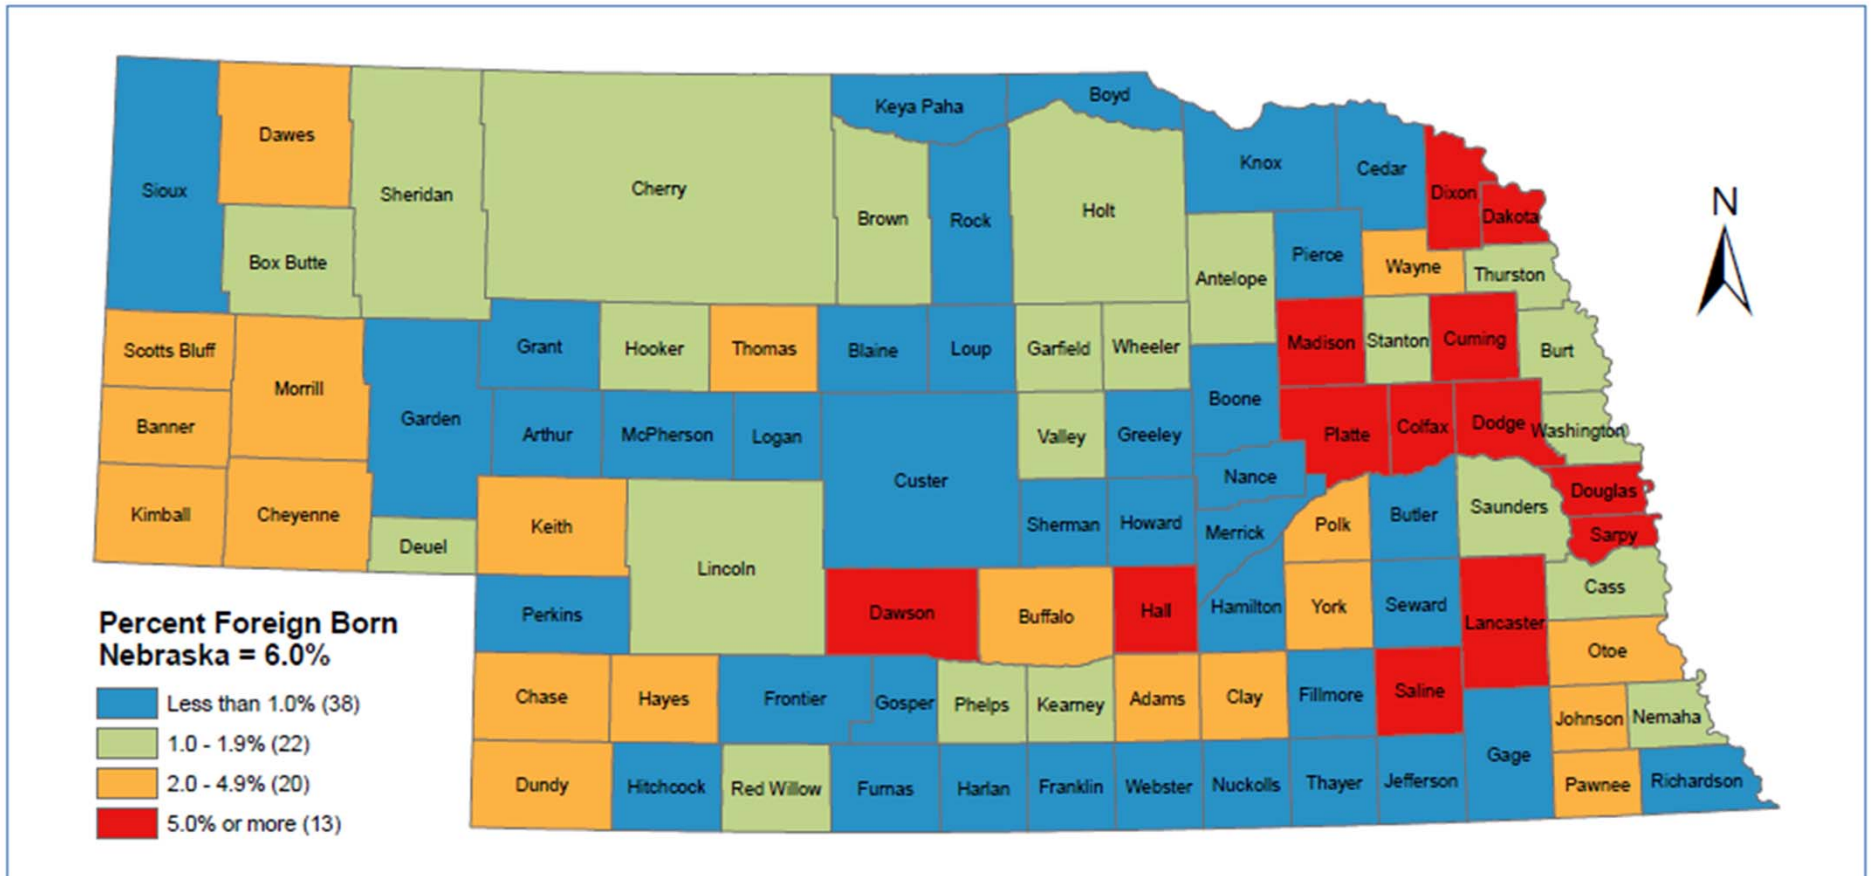 Keya Paha
Boyd
Dawes
Sioux
Sheridan
Cherry
Brown
Rock
Holt
Knox
Cedar
Dixon
Dakota
N
Box Butte
Antelope
Pierce
Wayne
Thurston
Scotts Bluff
Morrill
Garden
Grant
Hooker
Thomas
Blaine
Loup
Garfield
Wheeler
Boone
Madison
Stanton
Cuming
Burt
Banner
Arthur
McPherson
Logan
Custer
Valley
Greeley
Nance
Platte
Colfax
Dodge
Washington
Kimball
Cheyenne
Deuel
Keith
Lincoln
Sherman
Howard
Merrick
Polk
Butler
Saunders
Douglas
Sarpy
Perkins
Dawson
Buffalo
Hall
Hamilton
York
Seward
Lancaster
Cass
Otoe
Chase
Hayes
Frontier
Gosper
Phelps
Kearney
Adams
Clay
Fillmore
Saline
Johnson
Nemaha
Dundy
Hitchcock
Red Willow
Furnas
Harlan
Franklin
Webster
Nuckolls
Thayer
Jefferson
Gage
Pawnee
Richardson
Percent Foreign Born
Nebraska = 6.0%
Less than 1.0% (38)
1.0 - 1.9% (22)
2.0 - 4.9% (20)
5.0% or more (13)